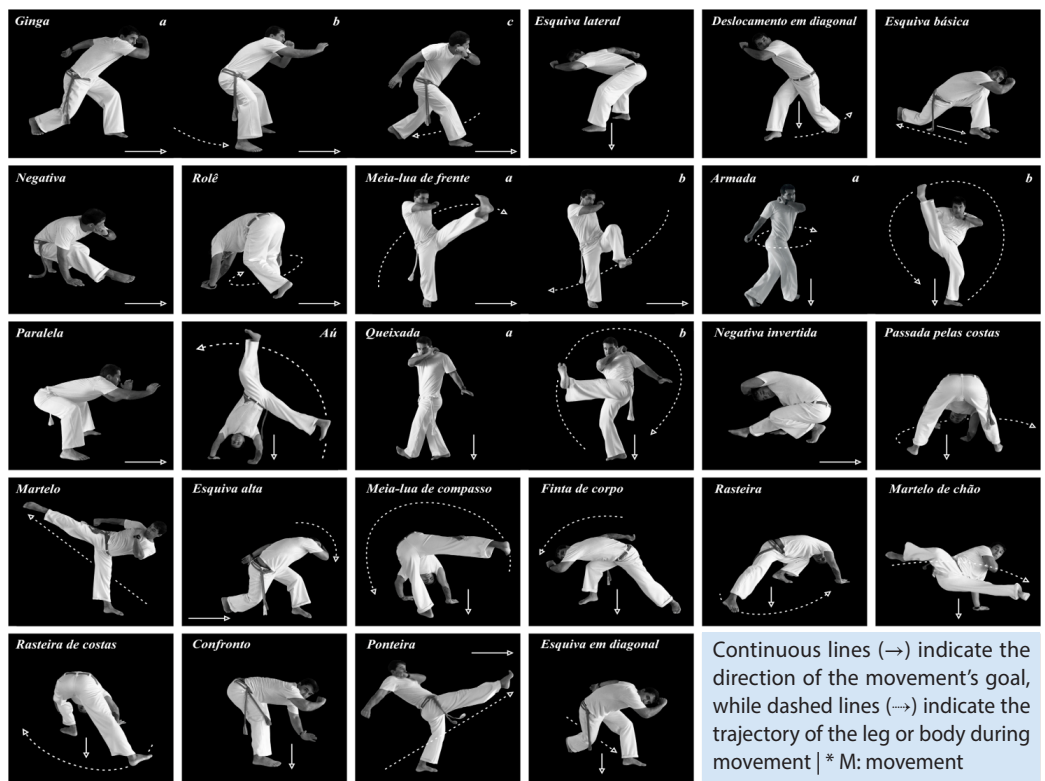 Ginga a b c Esquiva lateral Deslocamento em diagonal Esquiva básica
Negativa Rolê Meia-lua de frente a b Armada a b
Paralela Aú Queixada a b Negativa invertida Passada pelas costas
Martelo Esquiva alta Meia-lua de compasso Finta de corpo Rasteira Martelo de chão
Rasteira de costas Confronto Ponteira Esquiva em diagonal
Continuous lines (→) indicate the
direction of the movement's goal,
while dashed lines (⇢) indicate the
trajectory of the leg or body during
movement | * M: movement